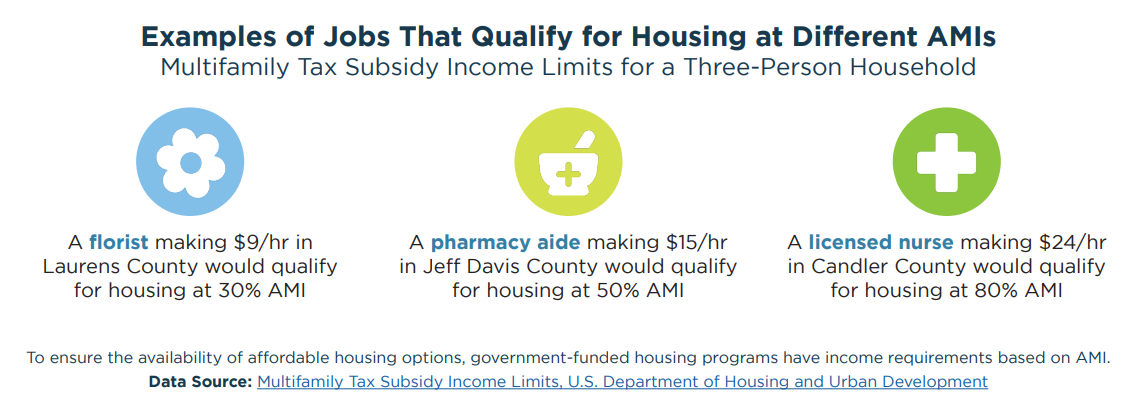 Examples of Jobs That Qualify for Housing at Different AMIs
Multifamily Tax Subsidy Income Limits for a Three-Person Household
A florist making $9/hr in
Laurens County would qualify
for housing at 30% AMI
A pharmacy aide making $15/hr
in Jeff Davis County would qualify
for housing at 50% AMI
A licensed nurse making $24/hr
in Candler County would qualify
for housing at 80% AMI
To ensure the availability of affordable housing options, government-funded housing programs have income requirements based on AMI.
Data Source: Multifamily Tax Subsidy Income Limits, U.S. Department of Housing and Urban Development